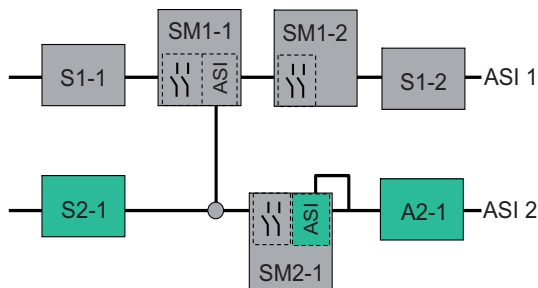 SM1-1
SM1-2
S1-1
ASI
S1-2
ASI 1
S2-1
ASI
A2-1
ASI 2
SM2-1